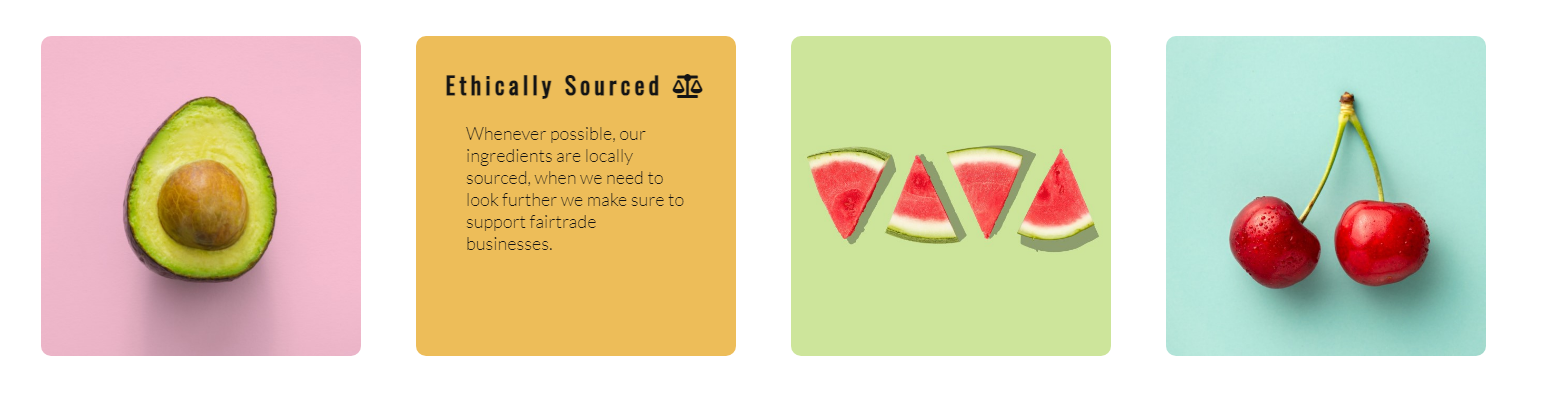 Ethically Sourced
Whenever possible, our
ingredients are locally
sourced, when we need to
look further we make sure to
support fairtrade
businesses.